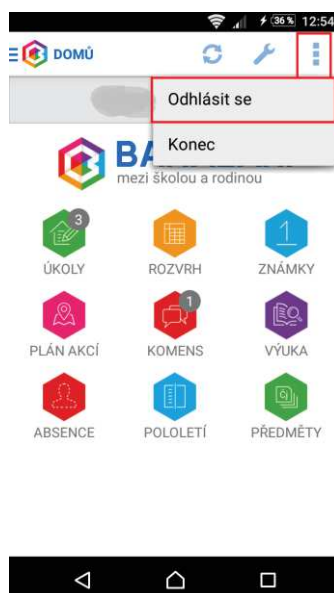 36% 12:54
DOMŮ
Odhlásit se
Konec
mezi školou a rodinou
3
1
ÚKOLY ROZVRH ZNÁMKY
1
PLÁN AKCÍ KOMENS VÝUKA
ABSENCE POLOLETÍ PŘEDMĚTY